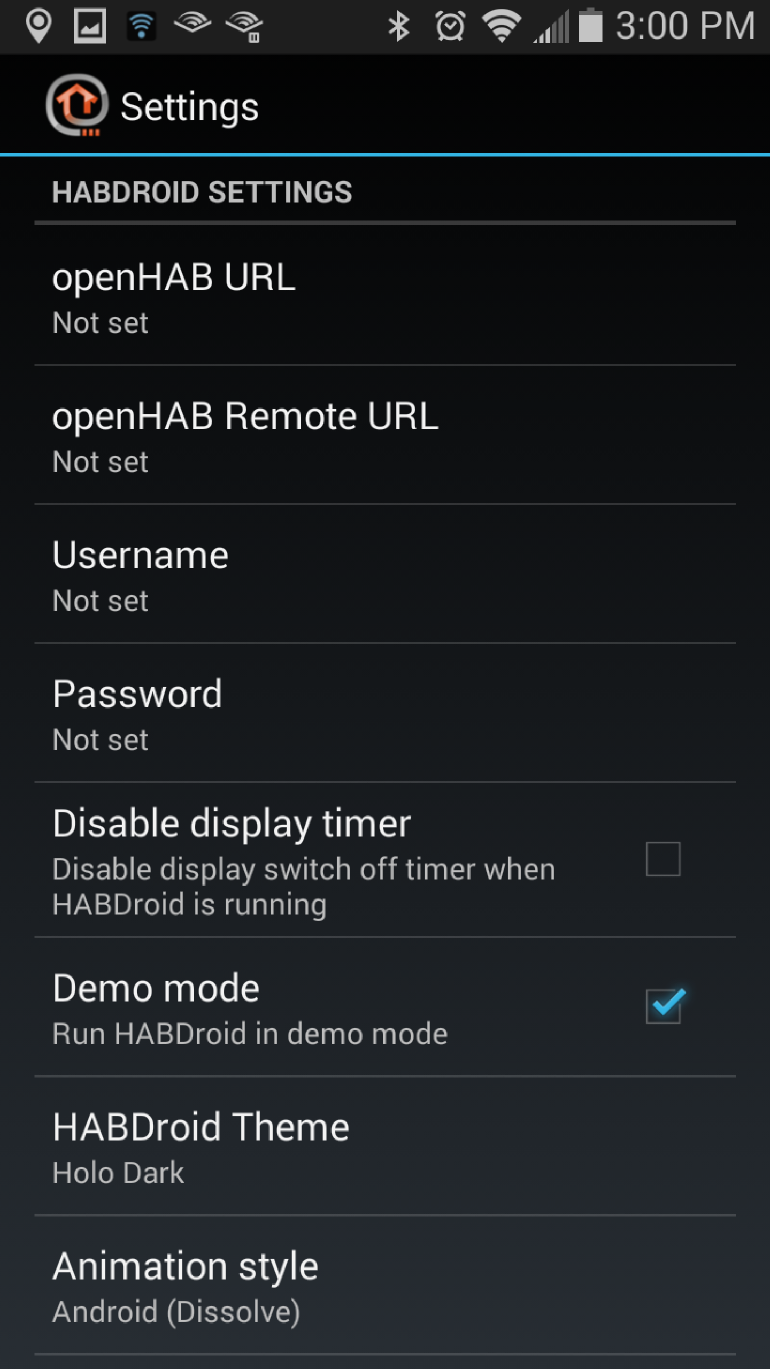 3:00 PM
Settings
HABDROID SETTINGS
openHAB URL
Not set
openHAB Remote URL
Not set
Username
Not set
Password
Not set
Disable display timer
Disable display switch off timer when
HABDroid is running
Demo mode
Run HABDroid in demo mode
HABDroid Theme
Holo Dark
Animation style
Android (Dissolve)